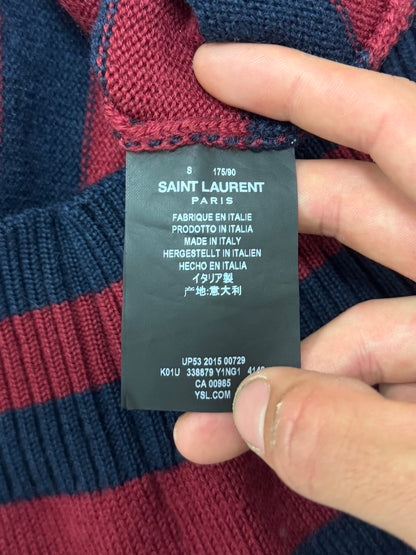 S 175/90
SAINT LAURENT
PARIS
FABRIQUE EN ITALIE
PRODOTTO IN ITALIA
MADE IN ITALY
HERGESTELLT IN ITALIEN
HECHO EN ITALIA
イタリア製
产地:意大利
UP53 2015 00729
K01U 338879 Y1NG1
CA 00985
YSL.COM